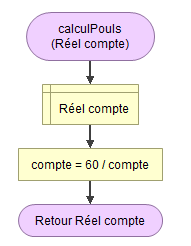 calculPouls
(Réel compte)
Réel compte
compte = 60 / compte
Retour Réel compte